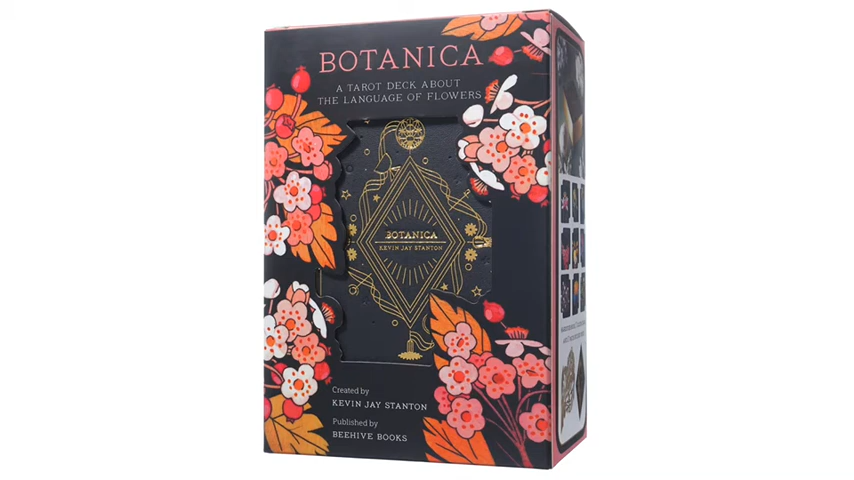 BOTANICA
A TAROT DECK ABOUT
THE LANGUAGE OF FLOWERS
BOTANICA
KEVIN JAY STANTON
Created by
KEVIN JAY STANTON
Published by
BEEHIVE BOOKS